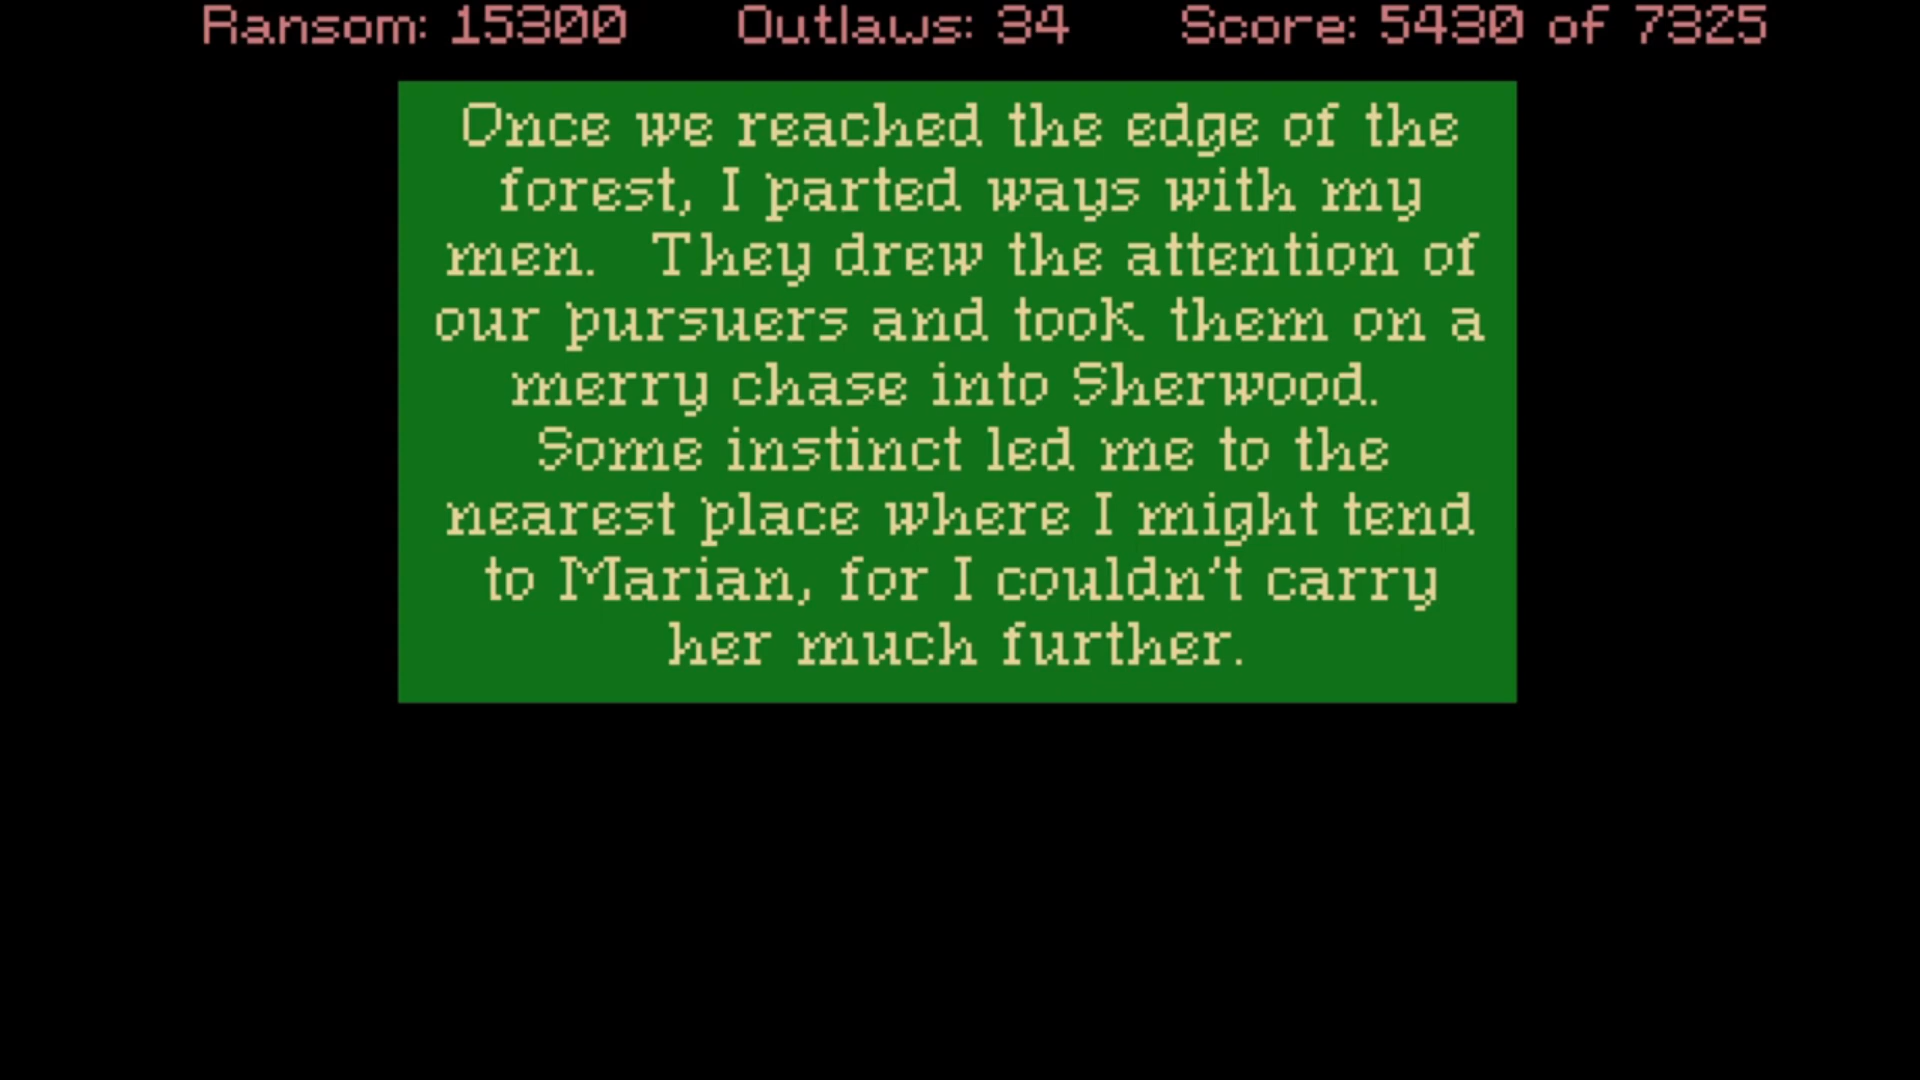 Ransom: 15300 Outlaws: 34 Score: 5430 of 7325
Once we reached the edge of the
forest, I parted ways with my
men. They drew the attention of
our pursuers and took them on a
merry chase into Sherwood.
Some instinct led me to the
nearest place where I might tend
to Marian, for I couldn't carry
her much further.